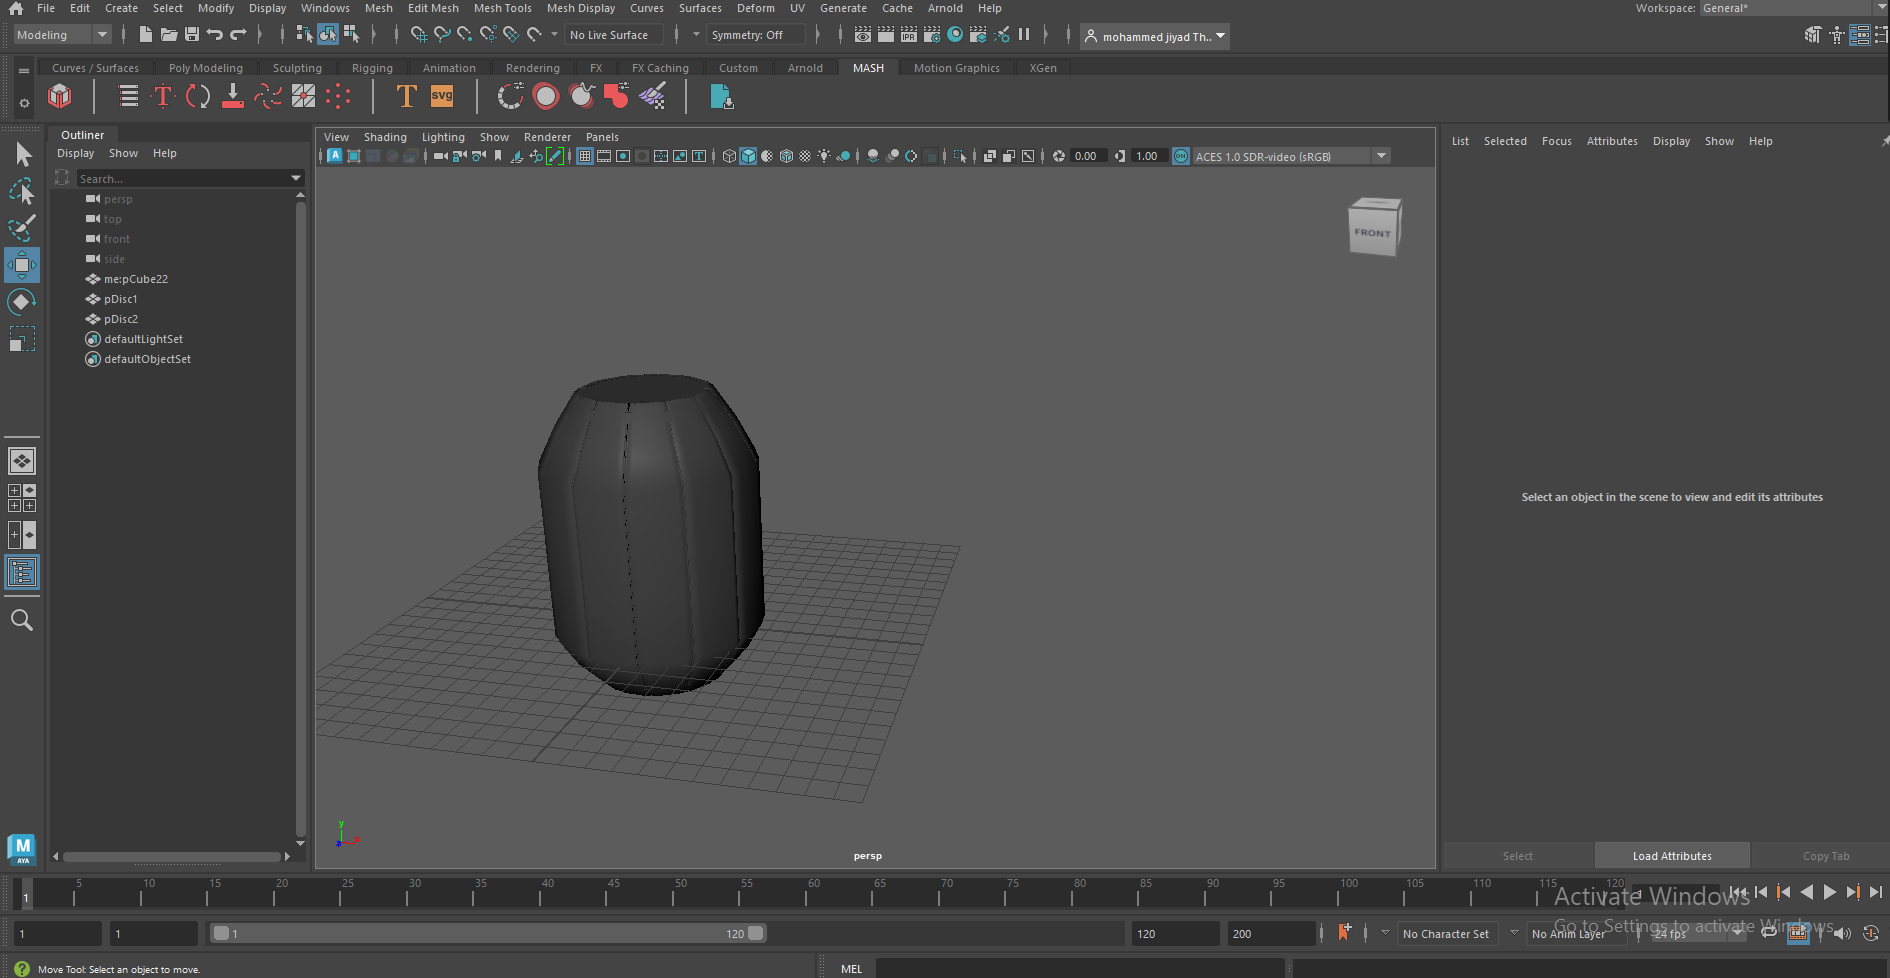 File Edit Create Select Modify Display Windows Mesh Edit Mesh Mesh Tools Mesh Display Curves Surfaces Deform UV Generate Cache Arnold Help Workspace: General*
Modeling No Live Surface Symmetry: Off IPR mohammed jiyad Th..
Curves / Surfaces Poly Modeling Sculpting Rigging Animation Rendering FX FX Caching Custom Arnold MASH Motion Graphics XGen
T T svg
Outliner
Display Show Help
Search...
persp
top
front
side
me:pCube22
pDisc1
pDisc2
defaultLightSet
defaultObjectSet
View Shading Lighting Show Renderer Panels
A T 0.00 1.00 ON ACES 1.0 SDR-video (sRGB)
FRONT
y
persp
List Selected Focus Attributes Display Show Help
Select an object in the scene to view and edit its attributes
Select Load Attributes Copy Tab
M
AYA
5 10 15 20 25 30 35 40 45 50 55 60 65 70 75 80 85 90 95 100 105 110 115 120
1 1
Activate Windows
Go to Settings to activate Windows.
1 1 1 120 120 200 No Character Set No Anim Layer 24 fps
Move Tool: Select an object to move. MEL